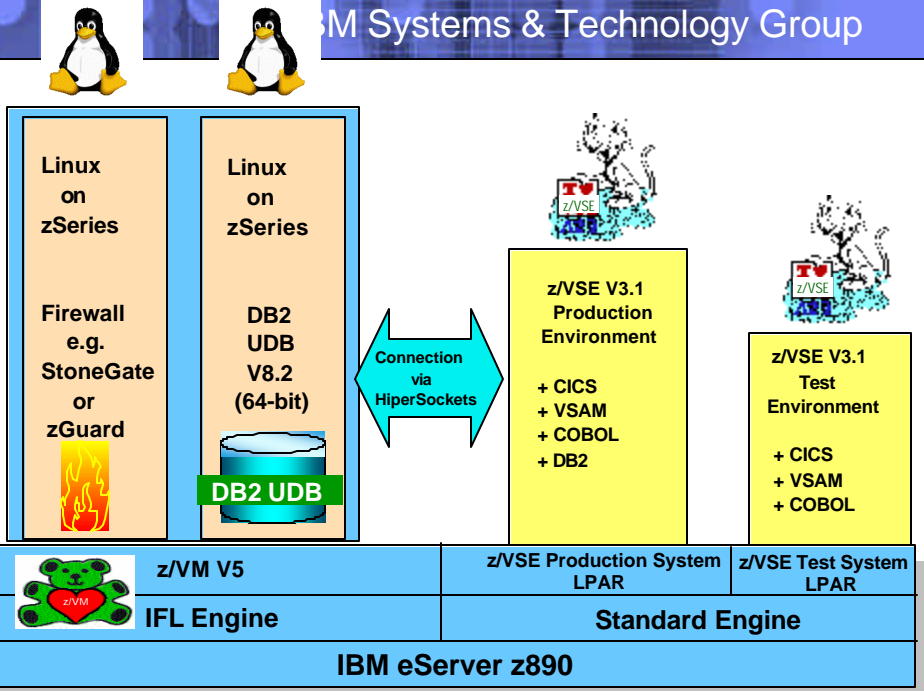 M Systems & Technology Group
Linux
on
zSeries
Firewall
e.g.
StoneGate
or
zGuard
Linux
on
zSeries
DB2
UDB
V8.2
(64-bit)
DB2 UDB
Connection
via
HiperSockets
z/VSE
z/VSE V3.1
Production
Environment
+ CICS
+ VSAM
+ COBOL
+ DB2
z/VSE
z/VSE V3.1
Test
Environment
+ CICS
+ VSAM
+ COBOL
z/VM
z/VM V5
z/VSE Production System
LPAR
z/VSE Test System
LPAR
IFL Engine
Standard Engine
IBM eServer z890